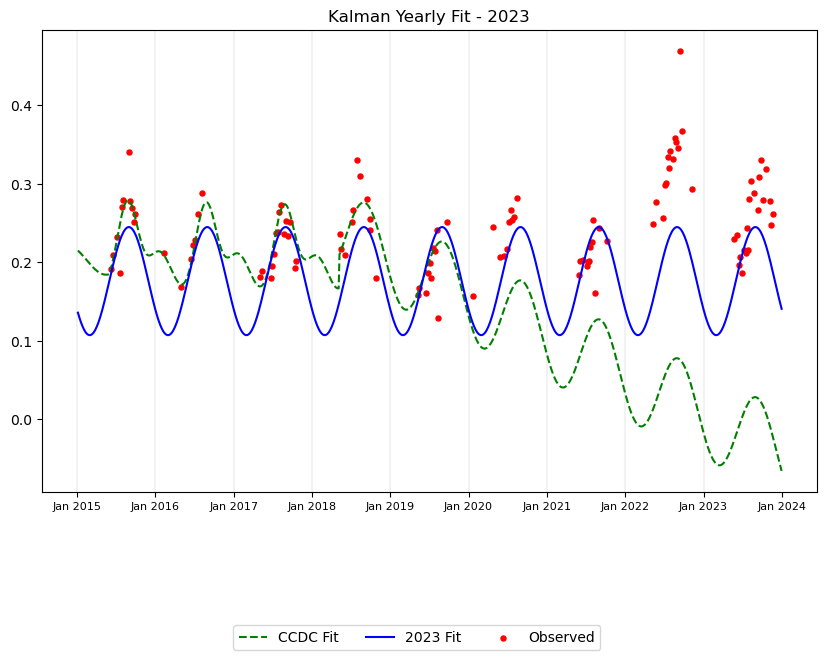 Kalman Yearly Fit - 2023
0.4
0.3
0.2
0.1
0.0
Jan 2015 Jan 2016 Jan 2017 Jan 2018 Jan 2019 Jan 2020 Jan 2021 Jan 2022 Jan 2023 Jan 2024
CCDC Fit 2023 Fit Observed